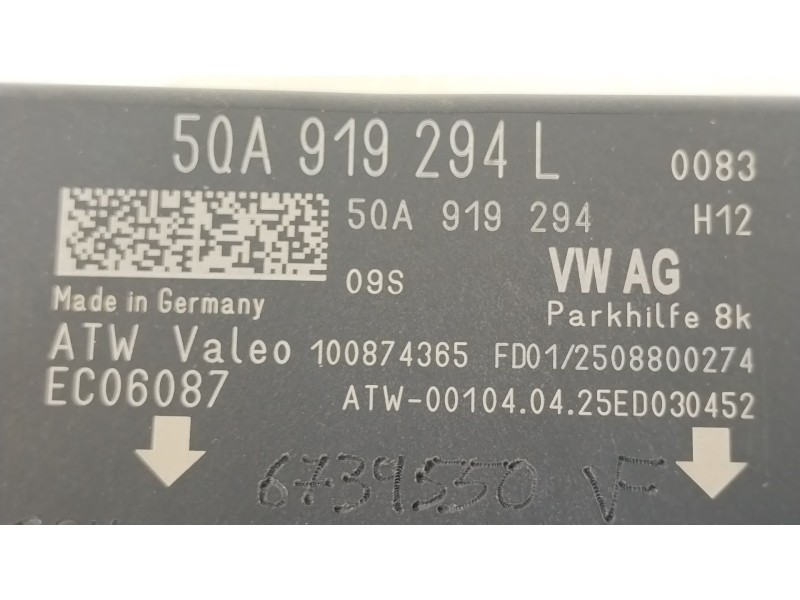 5QA 919 294 L 0083
5QA 919 294 H12
09S VW AG
Made in Germany Parkhilfe 8k
ATW Valeo 100874365 FD01/2508800274
EC06087 ATW-00104.04.25ED030452
6739550 VF